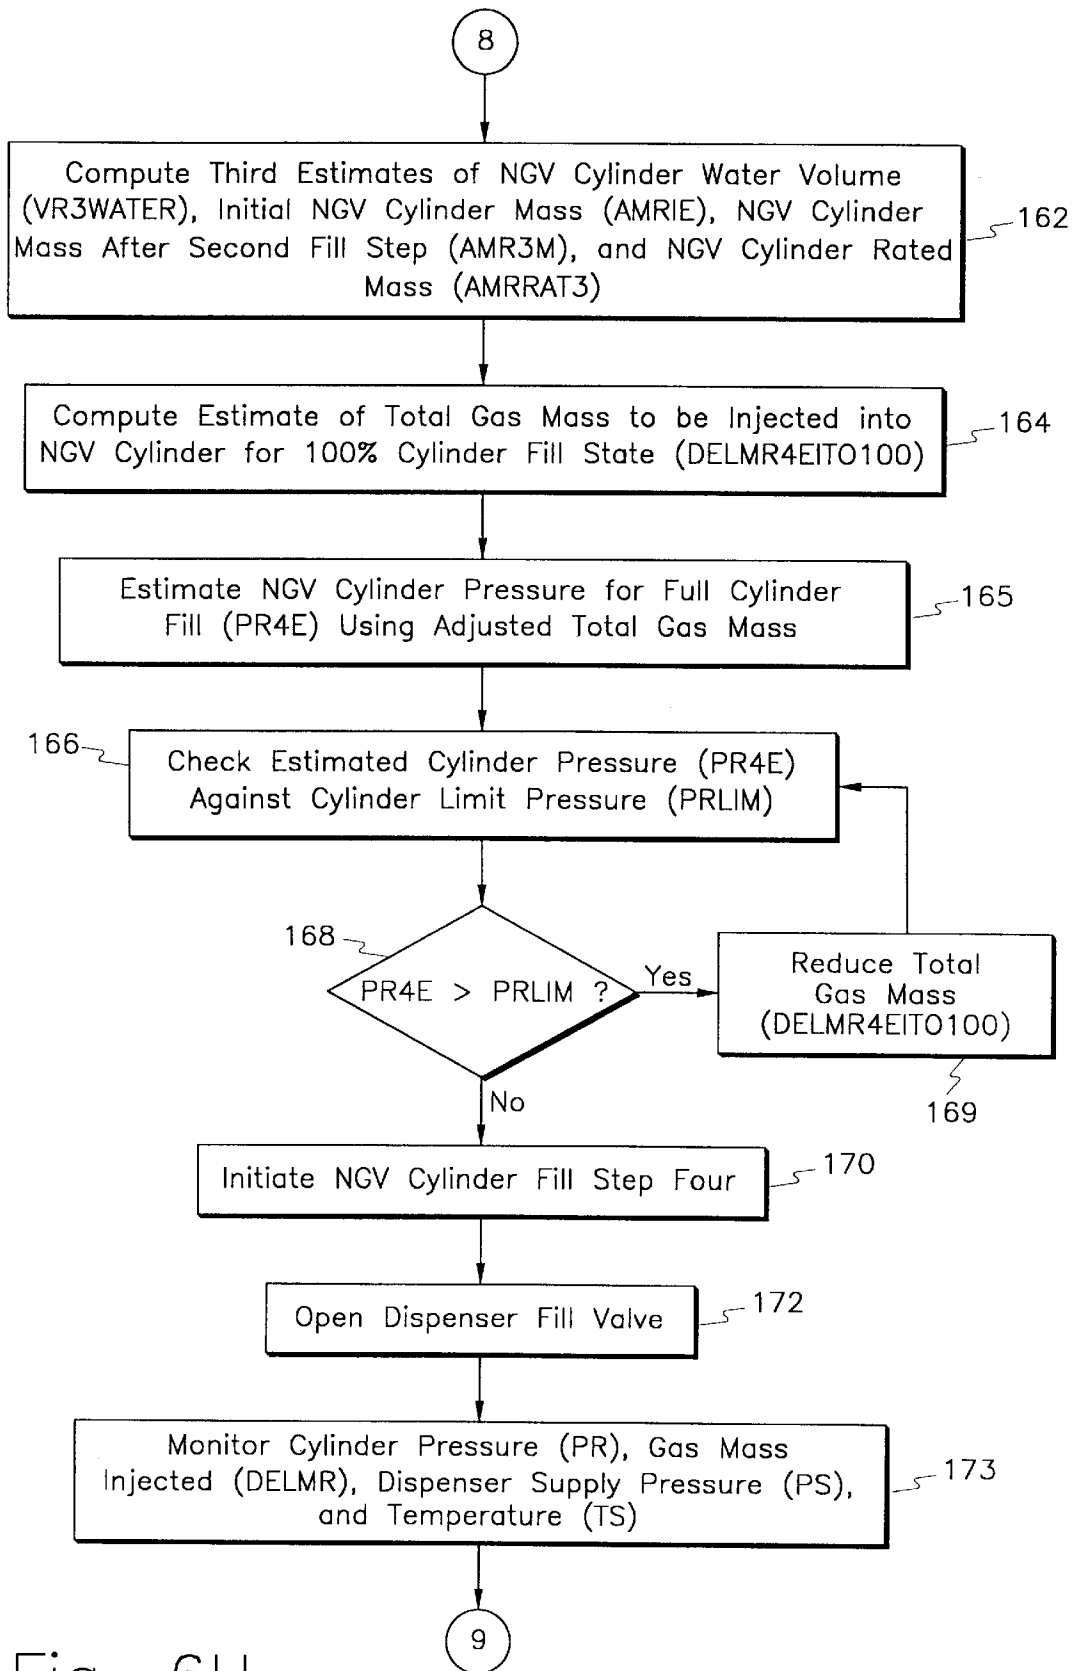 8
Compute Third Estimates of NGV Cylinder Water Volume
(VR3WATER), Initial NGV Cylinder Mass (AMRIE), NGV Cylinder
Mass After Second Fill Step (AMR3M), and NGV Cylinder Rated
Mass (AMRRAT3)
162
Compute Estimate of Total Gas Mass to be Injected into
NGV Cylinder for 100% Cylinder Fill State (DELMR4EITO100)
164
Estimate NGV Cylinder Pressure for Full Cylinder
Fill (PR4E) Using Adjusted Total Gas Mass
165
166
Check Estimated Cylinder Pressure (PR4E)
Against Cylinder Limit Pressure (PRLIM)
168
PR4E > PRLIM ?
Yes
Reduce Total
Gas Mass
(DELMR4EITO100)
169
No
Initiate NGV Cylinder Fill Step Four
170
Open Dispenser Fill Valve
172
Monitor Cylinder Pressure (PR), Gas Mass
Injected (DELMR), Dispenser Supply Pressure (PS),
and Temperature (TS)
173
9